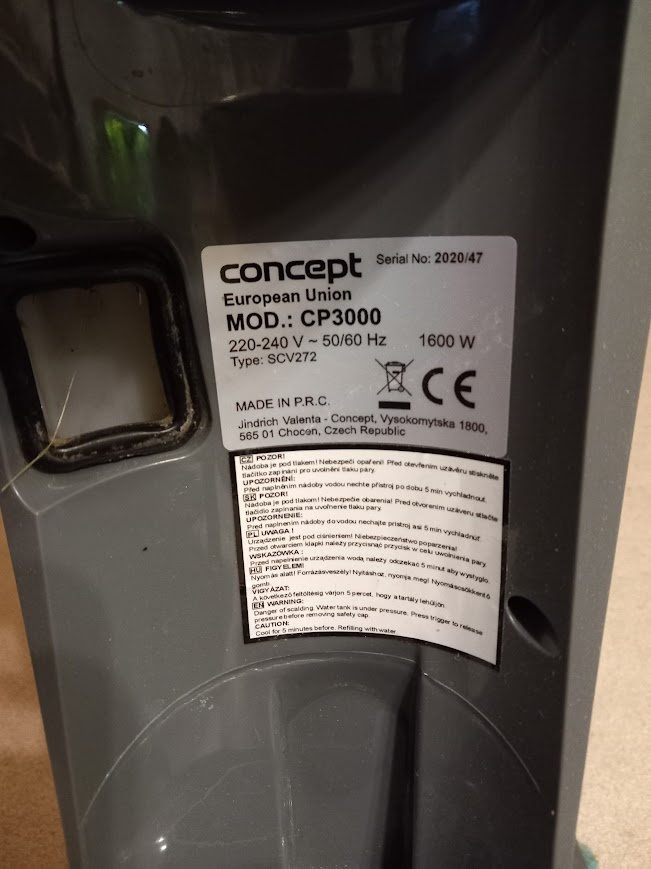 concept Serial No: 2020/47
European Union
MOD.: CP3000
220-240 V ~ 50/60 Hz 1600 W
Type: SCV272
CE
MADE IN P.R.C.
Jindrich Valenta - Concept, Vysokomytska 1800,
565 01 Chocen, Czech Republic
CZ POZOR!
Nádoba je pod tlakem! Nebezpečí opaření! Před otevřením uzávěru stiskněte
tlačítko zapínání pro uvolnění tlaku páry.
UPOZORNĚNÍ:
Před naplněním nádoby vodou nechte přístroj po dobu 5 min vychladnout.
SK POZOR!
Nádoba je pod tlakom! Nebezpečie obarenia! Pred otvorením uzáveru stlačte
tlačidlo zapínania na uvoľnenie tlaku pary.
UPOZORNENIE:
Pred naplnením nádoby do vodou nechajte prístroj asi 5 min vychladnúť.
PL UWAGA !
Urządzenie jest pod ciśnieniem! Niebezpieczeństwo poparzenia!
Przed otwarciem klapki należy przycisnąć przycisk w celu uwolnienia pary.
WSKAZÓWKA :
Przed napełnienie urządzenia wodą należy odczekać 5 minut aby wystygło.
HU FIGYELEM!
Nyomás alatt! Forrázásveszély! Nyitáshoz, nyomja meg! Nyomáscsökkentő
gomb.
VIGYÁZAT:
A következő feltöltésig várjon 5 percet, hogy a tartály lehűljön.
EN WARNING:
Danger of scalding. Water tank is under pressure. Press trigger to release
pressure before removing safety cap.
CAUTION:
Cool for 5 minutes before. Refilling with water.